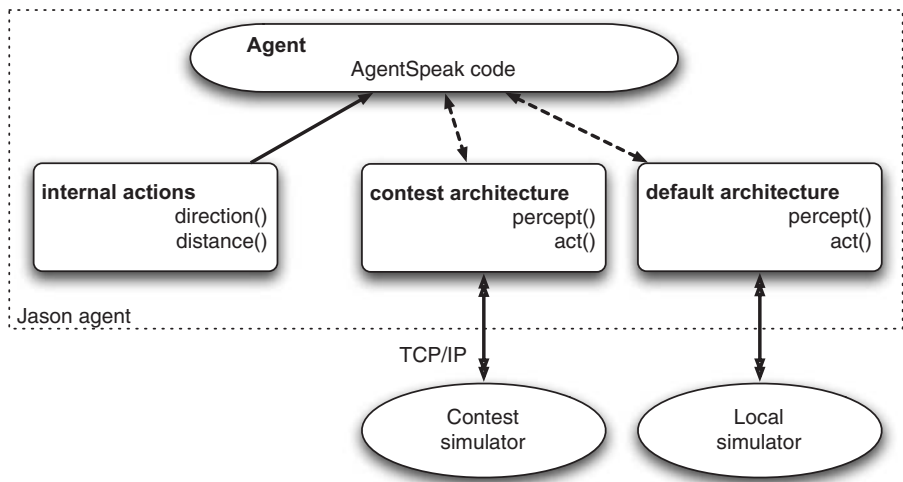 Agent
AgentSpeak code
internal actions
direction()
distance()
contest architecture
percept()
act()
default architecture
percept()
act()
Jason agent
TCP/IP
Contest
simulator
Local
simulator